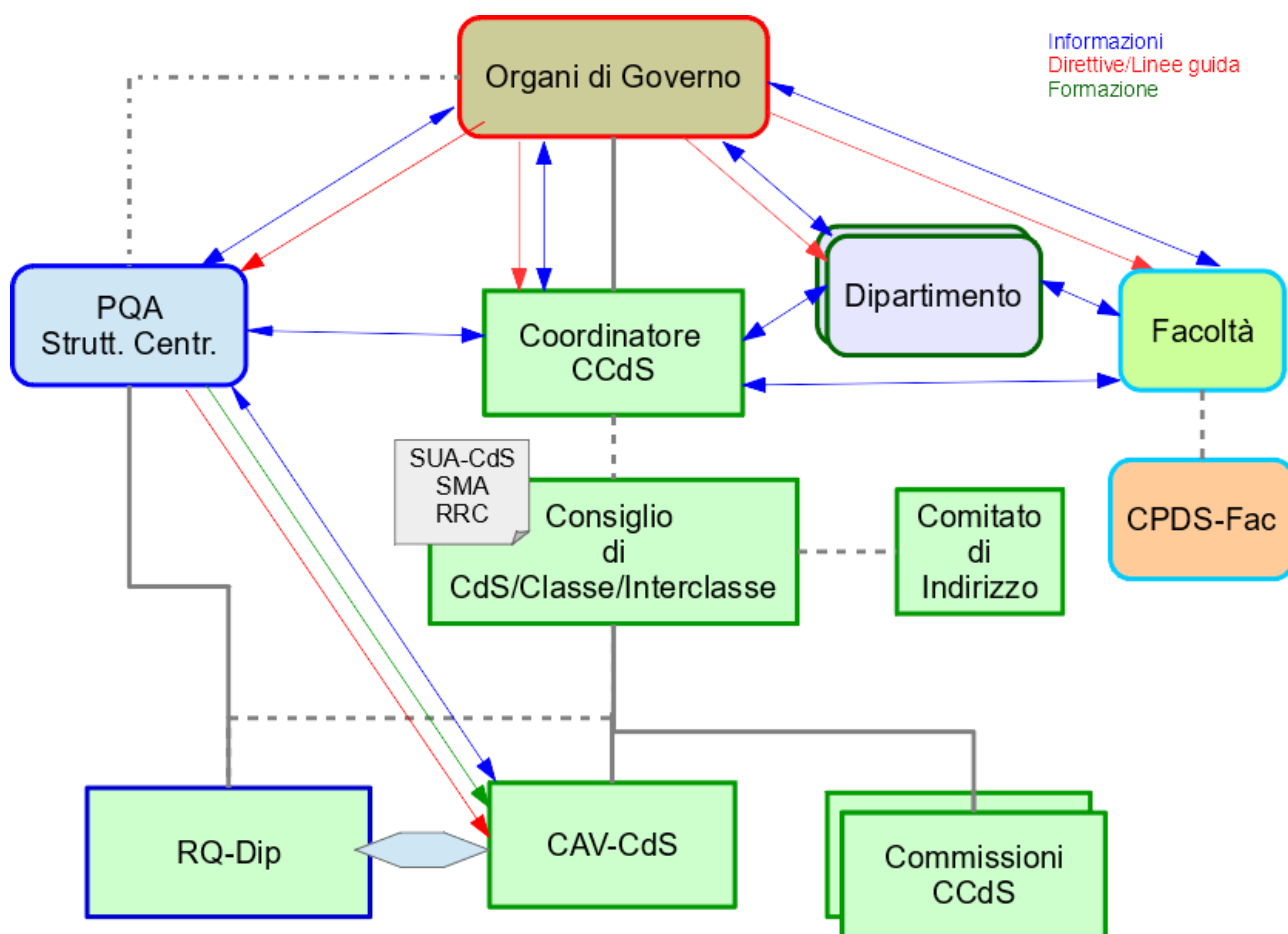 Informazioni
Direttive/Linee guida
Formazione
Organi di Governo
PQA
Strutt. Centr.
Coordinatore
CCdS
Dipartimento
Facoltà
SUA-CdS
SMA
RRC
Consiglio
di
CdS/Classe/Interclasse
Comitato
di
Indirizzo
CPDS-Fac
RQ-Dip
CAV-CdS
Commissioni
CCdS